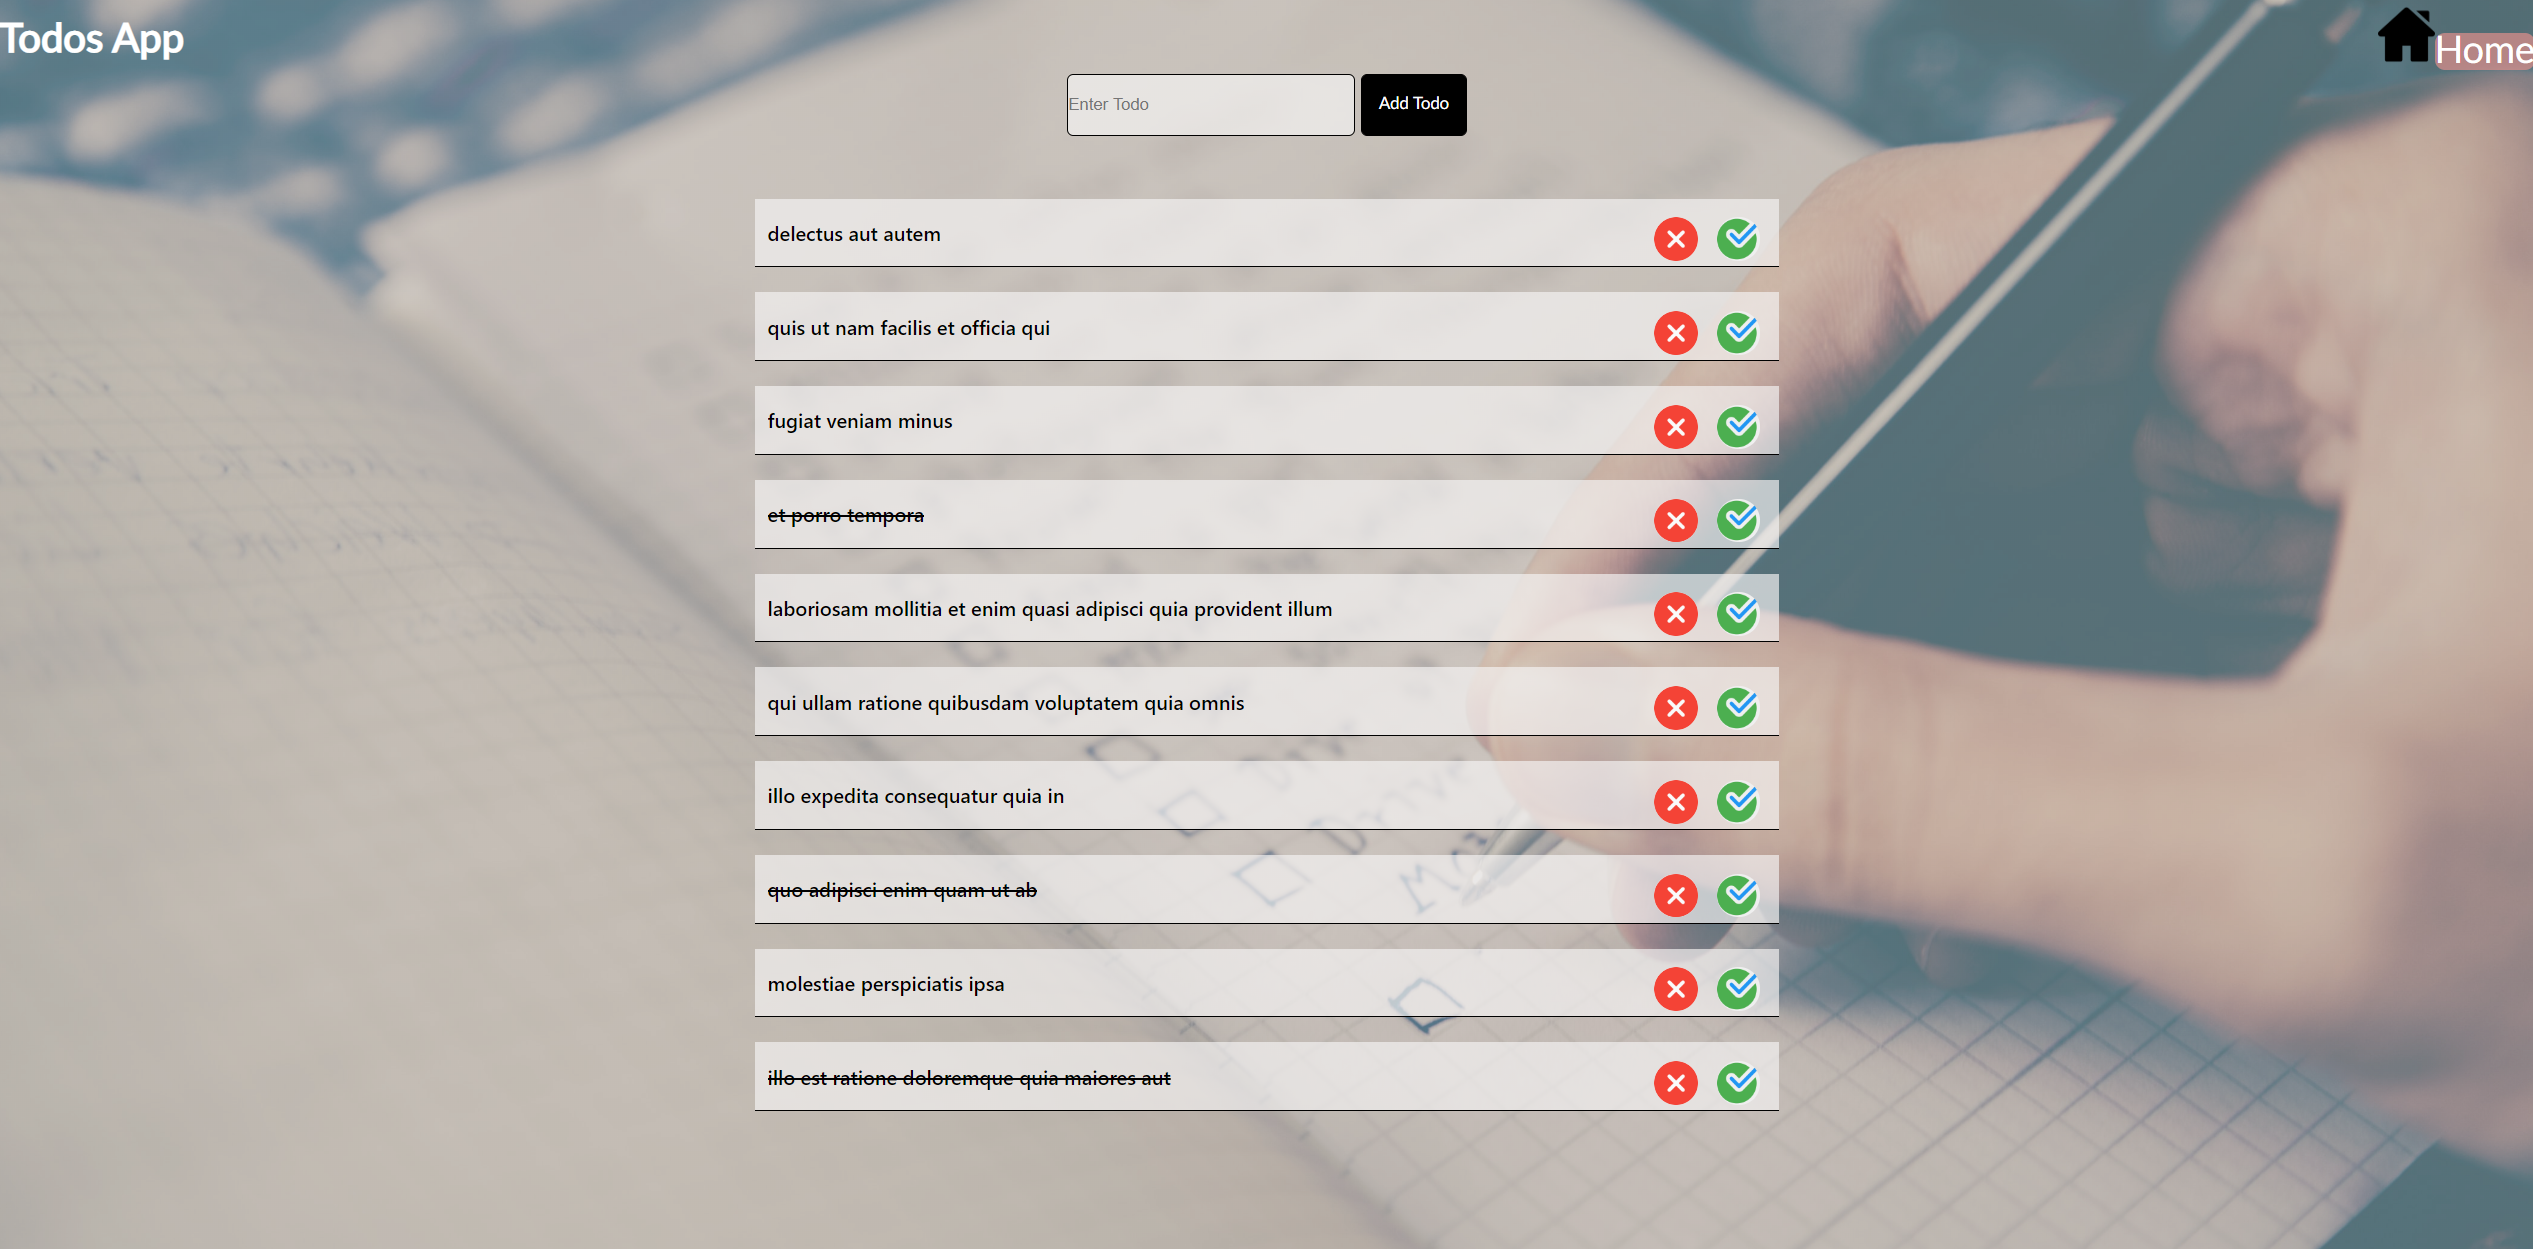 Todos App
Home
Enter Todo
Add Todo
delectus aut autem
quis ut nam facilis et officia qui
fugiat veniam minus
et porro tempora
laboriosam mollitia et enim quasi adipisci quia provident illum
qui ullam ratione quibusdam voluptatem quia omnis
illo expedita consequatur quia in
quo adipisci enim quam ut ab
molestiae perspiciatis ipsa
illo est ratione doloremque quia maiores aut